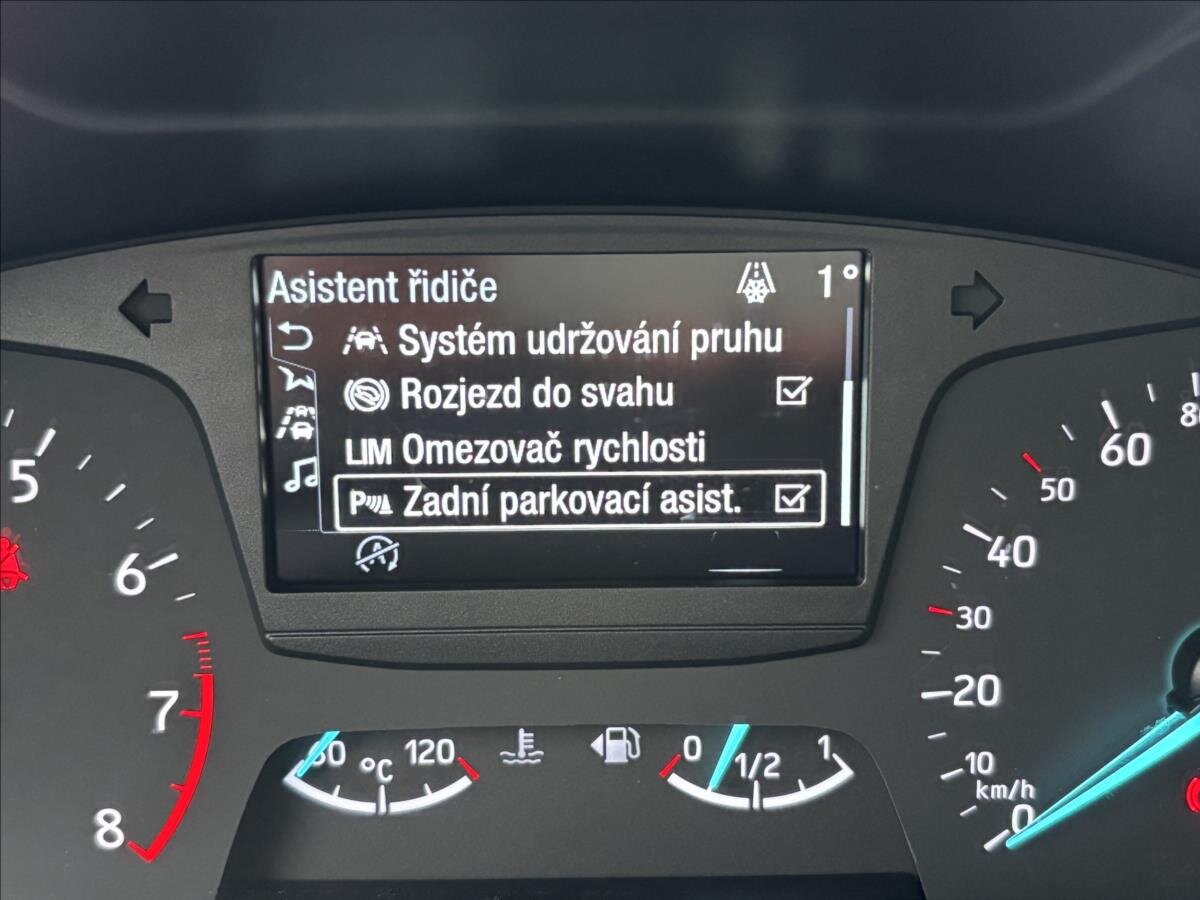 Asistent řidiče 1°
Systém udržování pruhu
Rozjezd do svahu
LIM Omezovač rychlosti
P Zadní parkovací asist.
A
5
6
7
8
60 °C 120
0 1/2 1
0
10
20
30
40
50
60
km/h